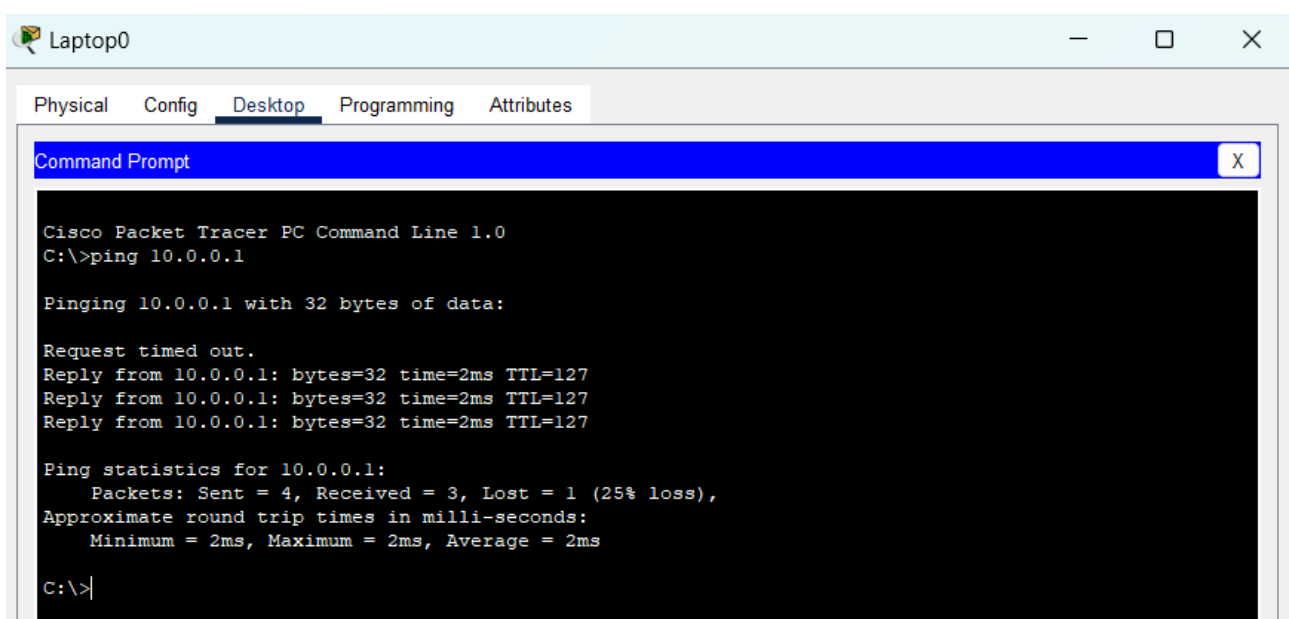 Laptop0
Physical Config Desktop Programming Attributes
Command Prompt X
Cisco Packet Tracer PC Command Line 1.0
C:\>ping 10.0.0.1
Pinging 10.0.0.1 with 32 bytes of data:
Request timed out.
Reply from 10.0.0.1: bytes=32 time=2ms TTL=127
Reply from 10.0.0.1: bytes=32 time=2ms TTL=127
Reply from 10.0.0.1: bytes=32 time=2ms TTL=127
Ping statistics for 10.0.0.1:
Packets: Sent = 4, Received = 3, Lost = 1 (25% loss),
Approximate round trip times in milli-seconds:
Minimum = 2ms, Maximum = 2ms, Average = 2ms
C:\>